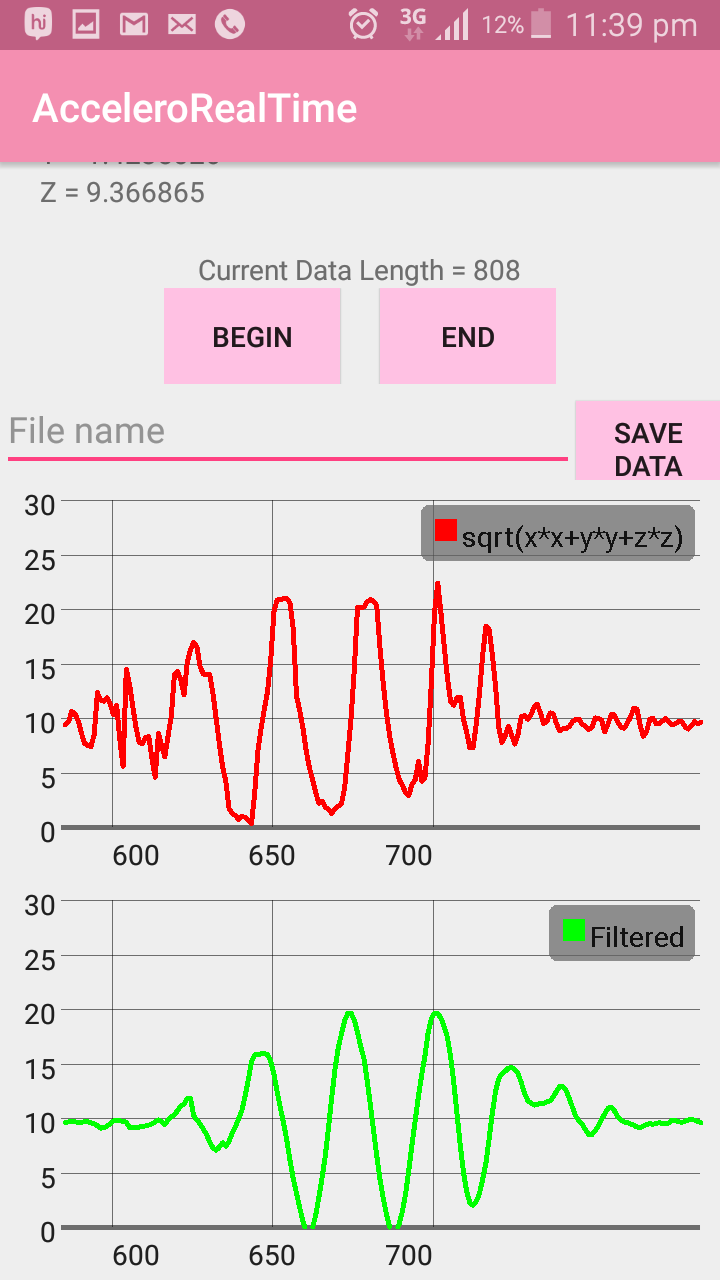 hi 3G 12% 11:39 pm
AcceleroRealTime
Z = 9.366865
Current Data Length = 808
BEGIN END
File name
SAVE
DATA
30
sqrt(x*x+y*y+z*z)
25
20
15
10
5
0
600 650 700
30
Filtered
25
20
15
10
5
0
600 650 700